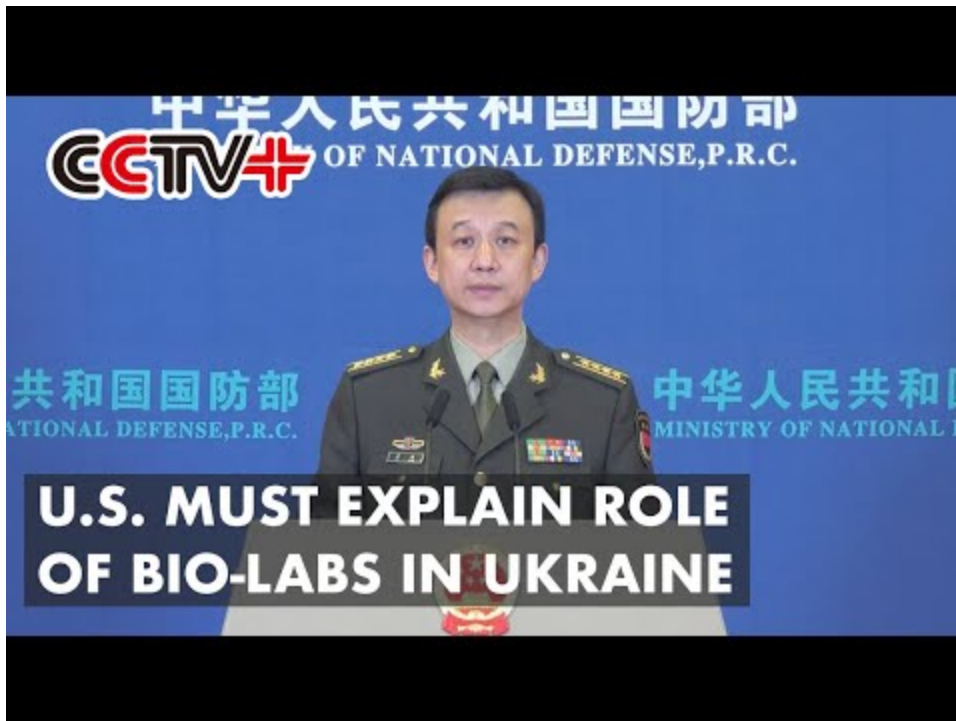 中华人民共和国国防部
CCTV+
OF NATIONAL DEFENSE,P.R.C.
共和国国防部
ATIONAL DEFENSE,P.R.C.
中华人民共和国
MINISTRY OF NATIONAL
U.S. MUST EXPLAIN ROLE
OF BIO-LABS IN UKRAINE